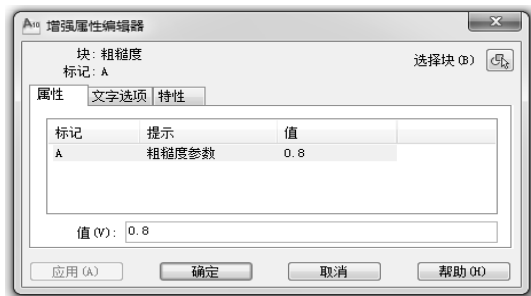 A10 增强属性编辑器
块: 粗糙度
标记: A
选择块(B)
属性 文字选项 特性
标记 提示 值
A 粗糙度参数 0.8
值(V): 0.8
应用(A) 确定 取消 帮助(H)